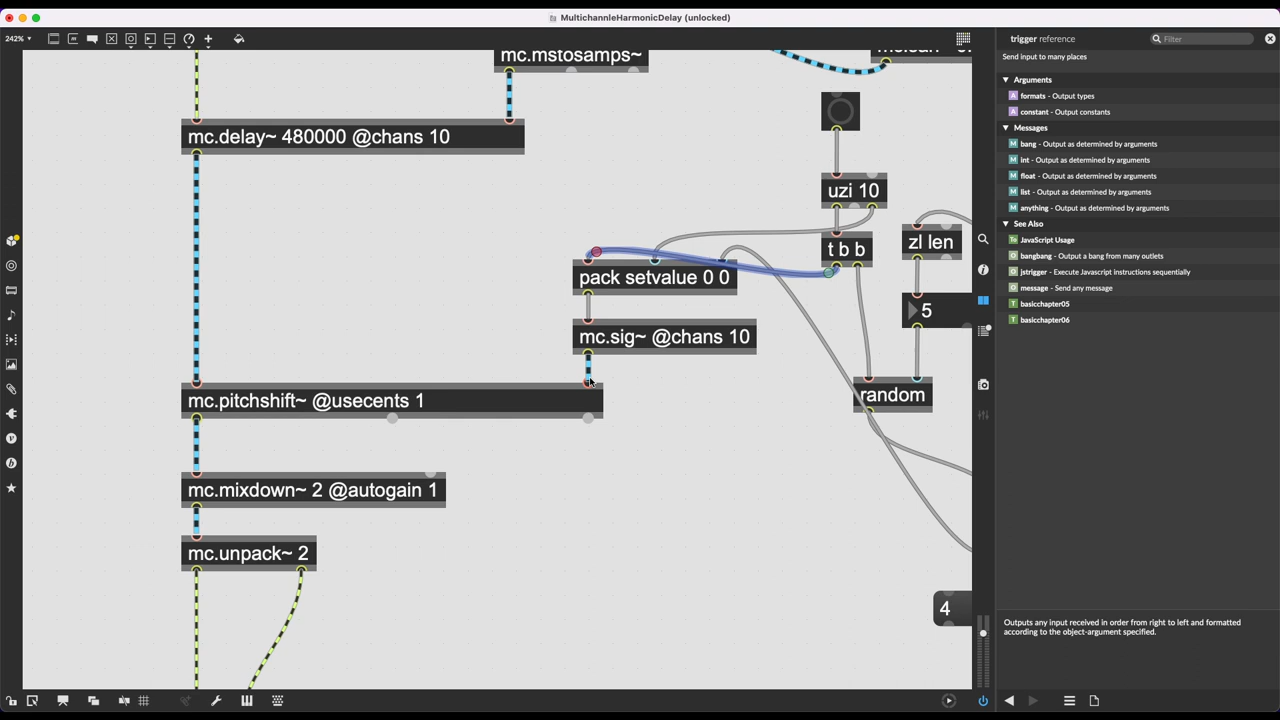 MultichannleHarmonicDelay (unlocked)
242%
trigger reference
Filter
mc.mstosamps~
Send input to many places
Arguments
formats - Output types
constant - Output constants
Messages
bang - Output as determined by arguments
int - Output as determined by arguments
float - Output as determined by arguments
list - Output as determined by arguments
anything - Output as determined by arguments
See Also
JavaScript Usage
bangbang - Output a bang from many outlets
jstrigger - Execute Javascript instructions sequentially
message - Send any message
basicchapter05
basicchapter06
mc.delay~ 480000 @chans 10
uzi 10
t b b
zl len
pack setvalue 0 0
5
mc.sig~ @chans 10
random
mc.pitchshift~ @usecents 1
mc.mixdown~ 2 @autogain 1
mc.unpack~ 2
4
Outputs any input received in order from right to left and formatted
according to the object-argument specified.